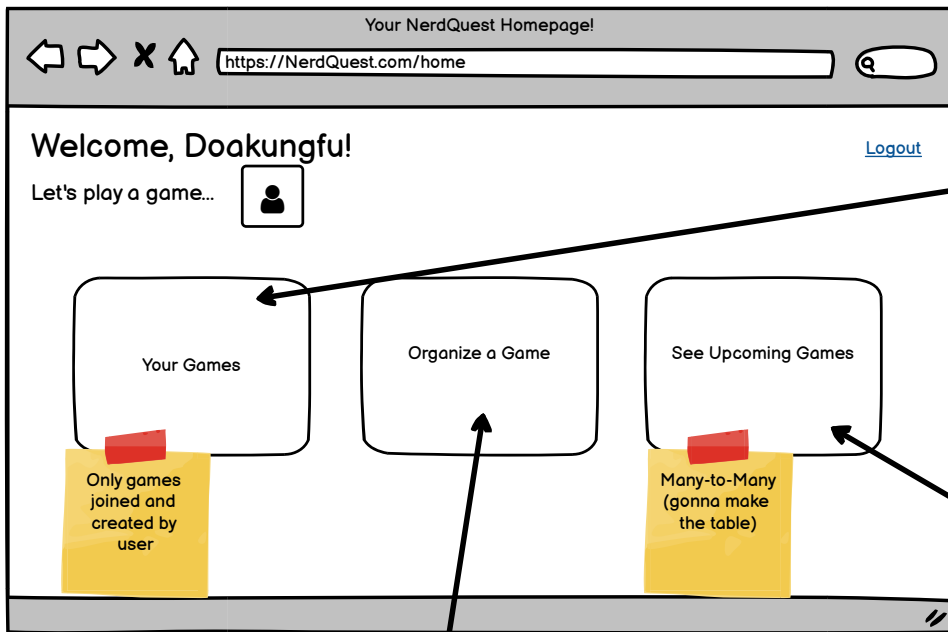 Your NerdQuest Homepage!
https://NerdQuest.com/home
Welcome, Doakungfu!
Logout
Let's play a game...
Your Games
Organize a Game
See Upcoming Games
Only games
joined and
created by
user
Many-to-Many
(gonna make
the table)